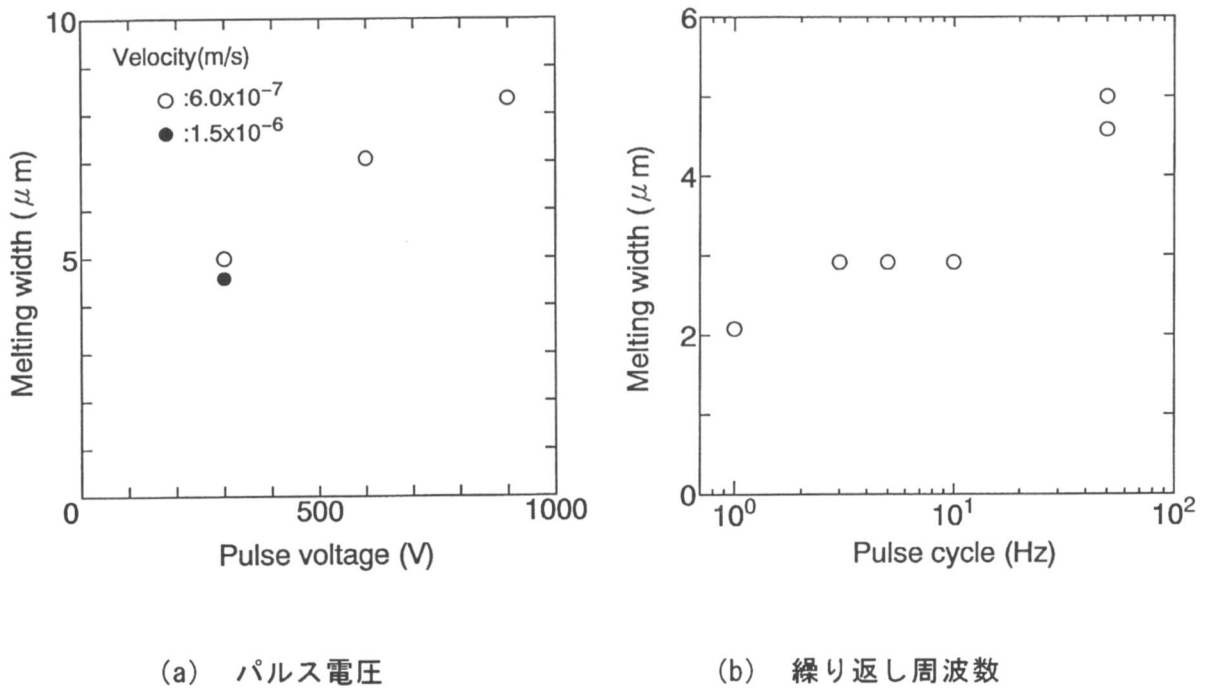 10
Velocity(m/s)
○ :6.0x10⁻⁷
● :1.5x10⁻⁶
5
0
500
1000
Melting width (μm)
Pulse voltage (V)
6
4
2
0
10⁰
10¹
10²
Melting width (μm)
Pulse cycle (Hz)
(a) パルス電圧
(b) 繰り返し周波数